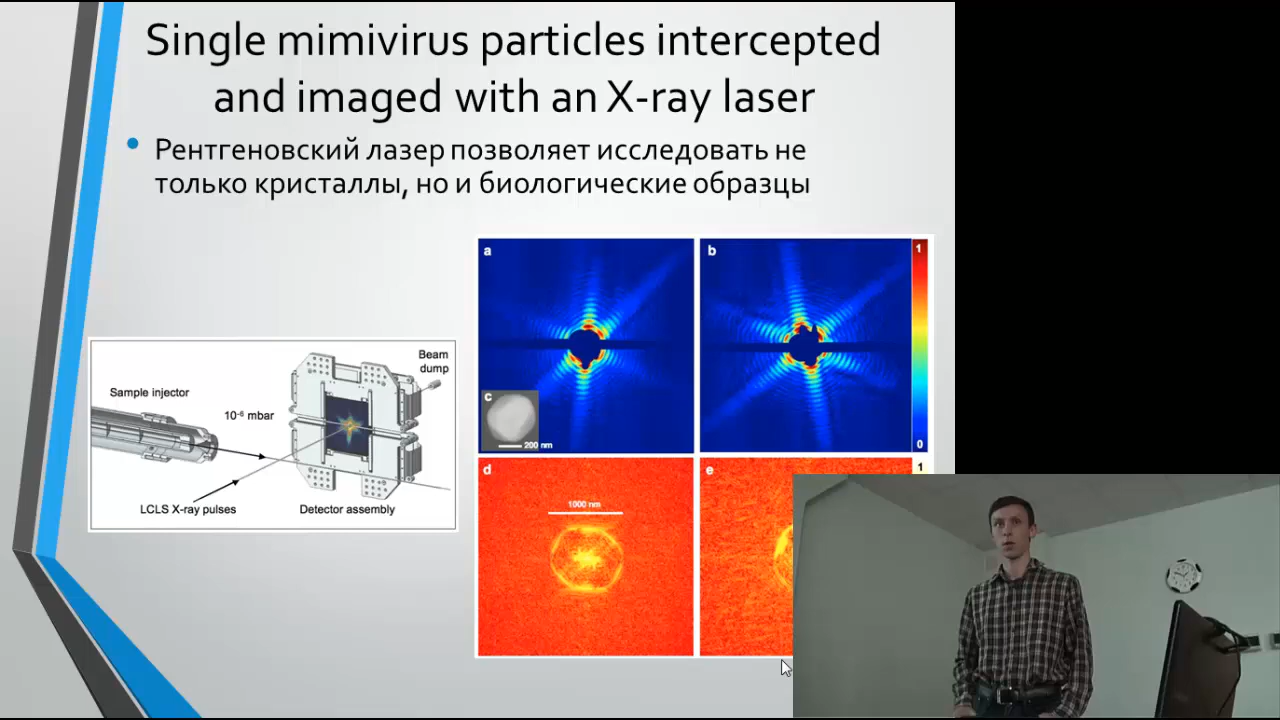 Single mimivirus particles intercepted
and imaged with an X-ray laser
Рентгеновский лазер позволяет исследовать не
только кристаллы, но и биологические образцы
Sample injector
10-6 mbar
Beam
dump
LCLS X-ray pulses
Detector assembly
a
b
1
c
200 nm
0
d
1000 nm
e
1